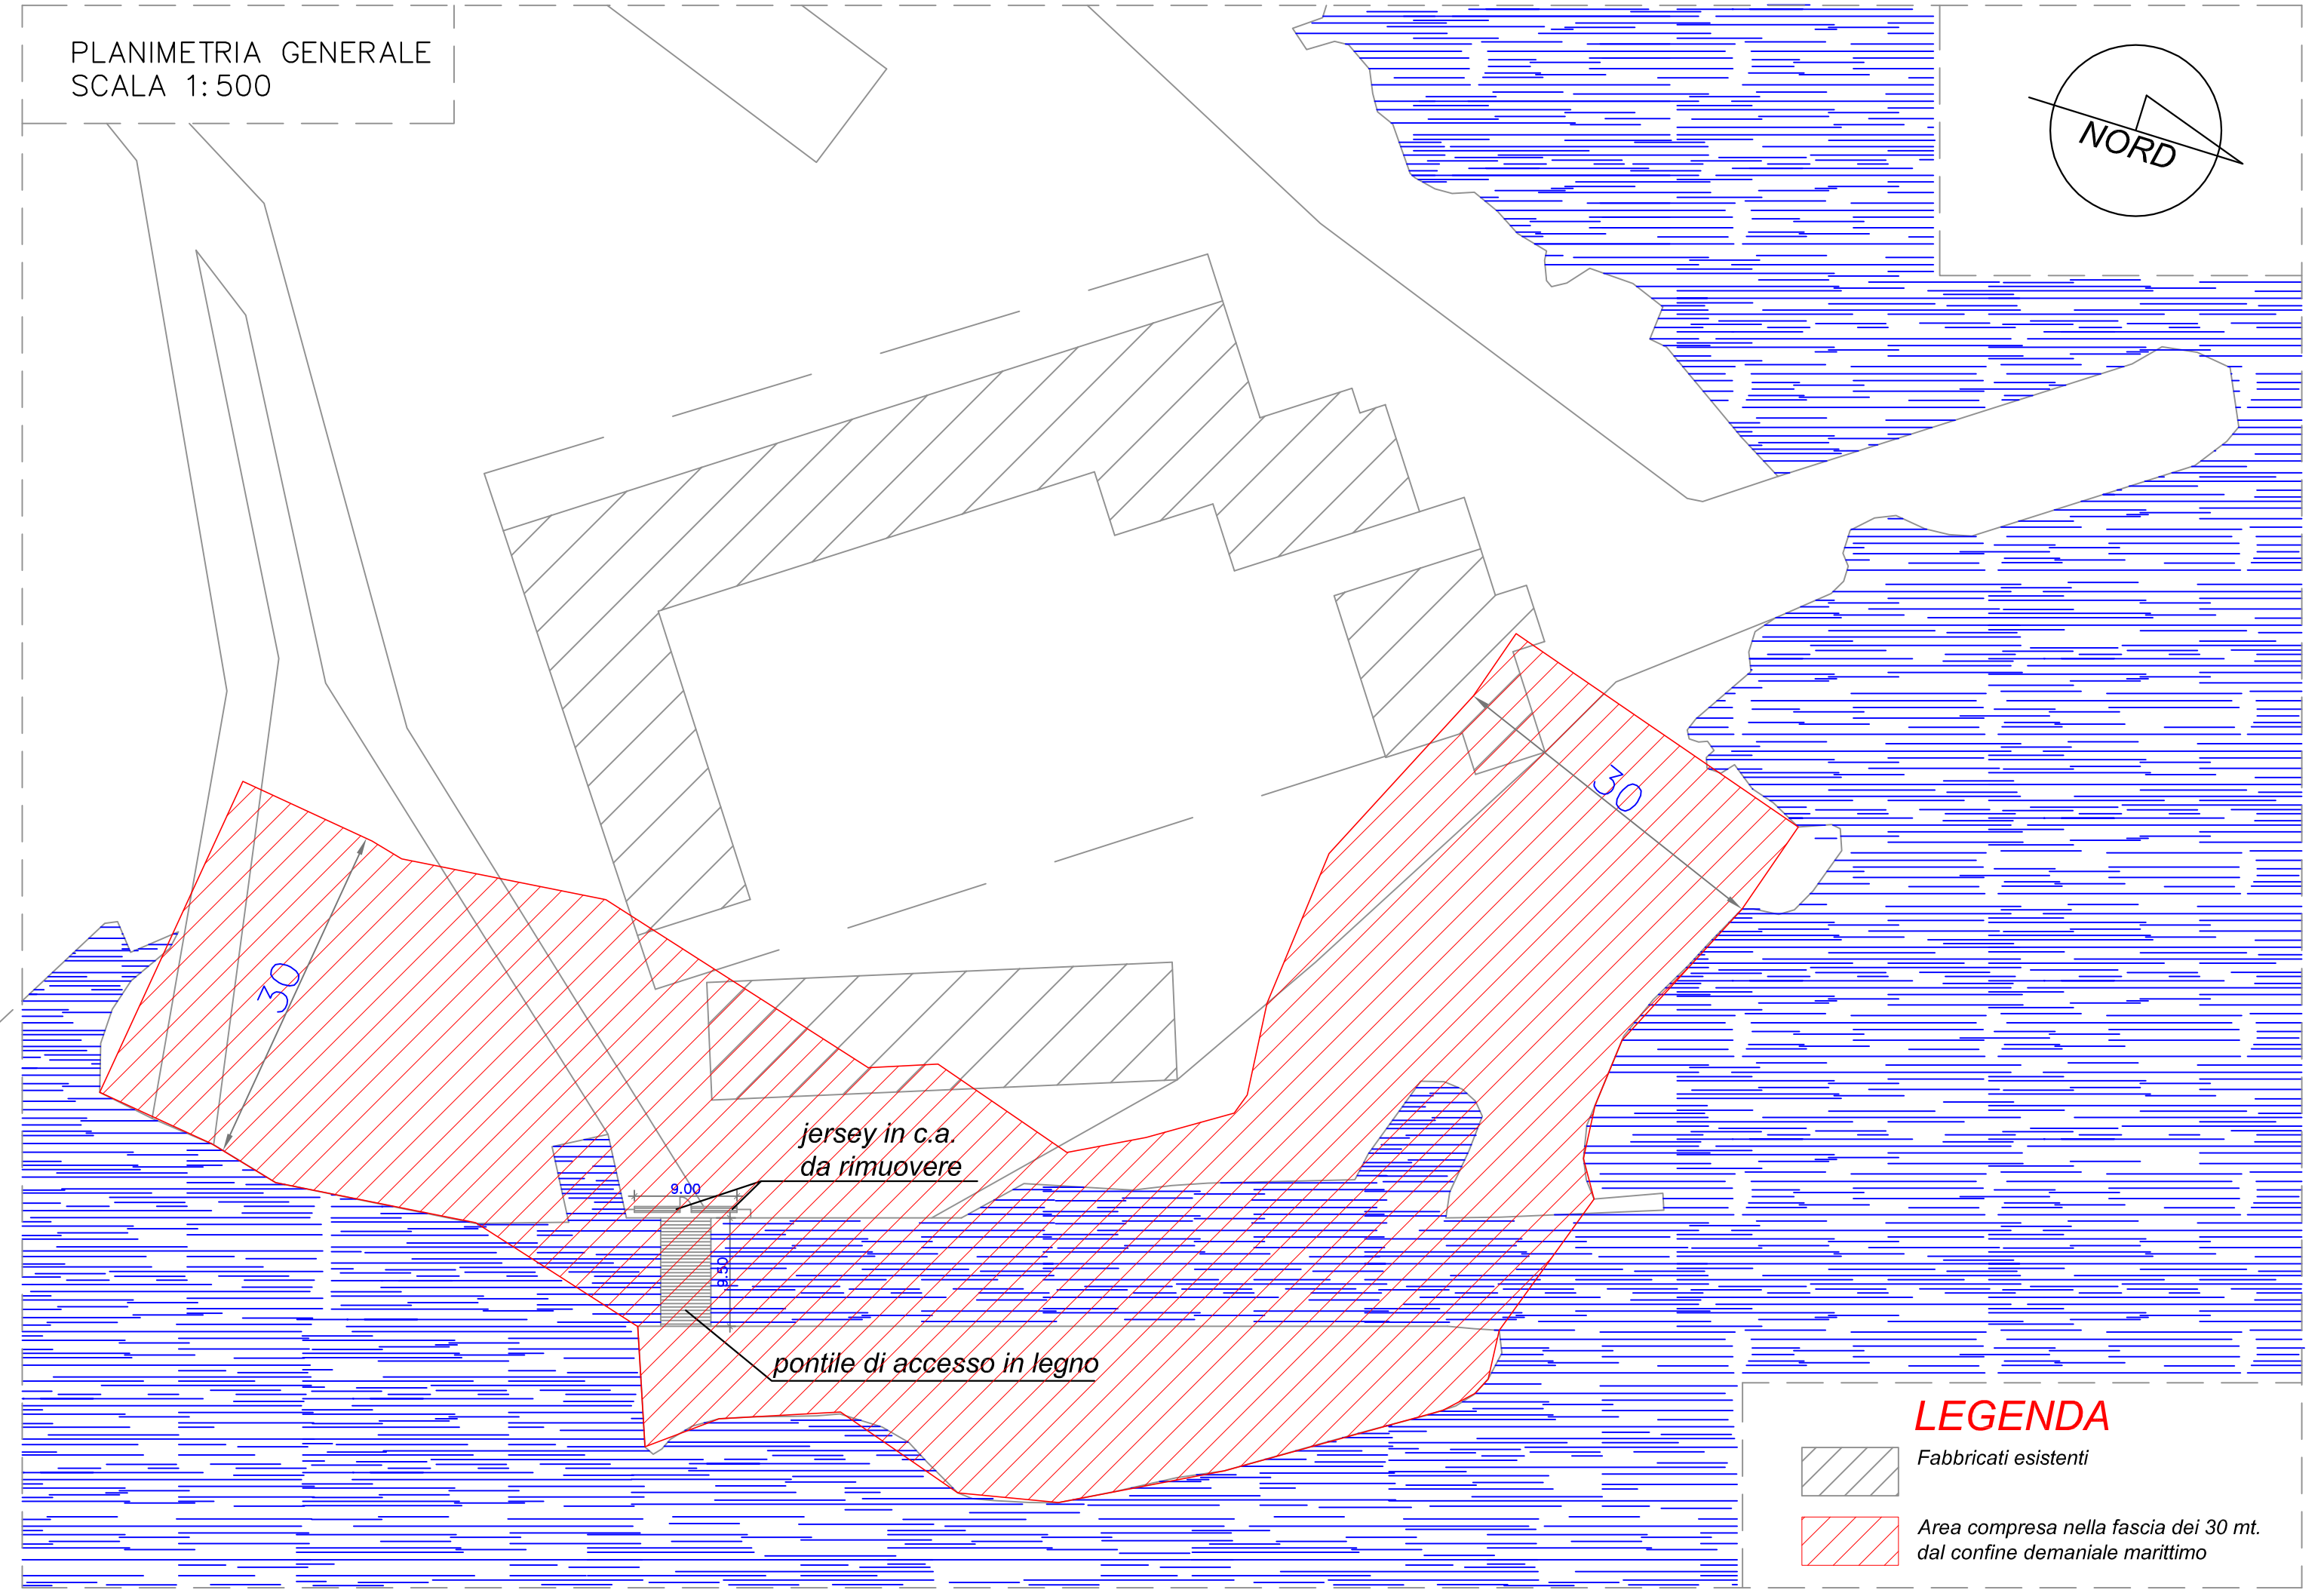 PLANIMETRIA GENERALE
SCALA 1:500
NORD
30
30
jersey in c.a.
da rimuovere
9.00
9.50
pontile di accesso in legno
LEGENDA
Fabbricati esistenti
Area compresa nella fascia dei 30 mt.
dal confine demaniale marittimo